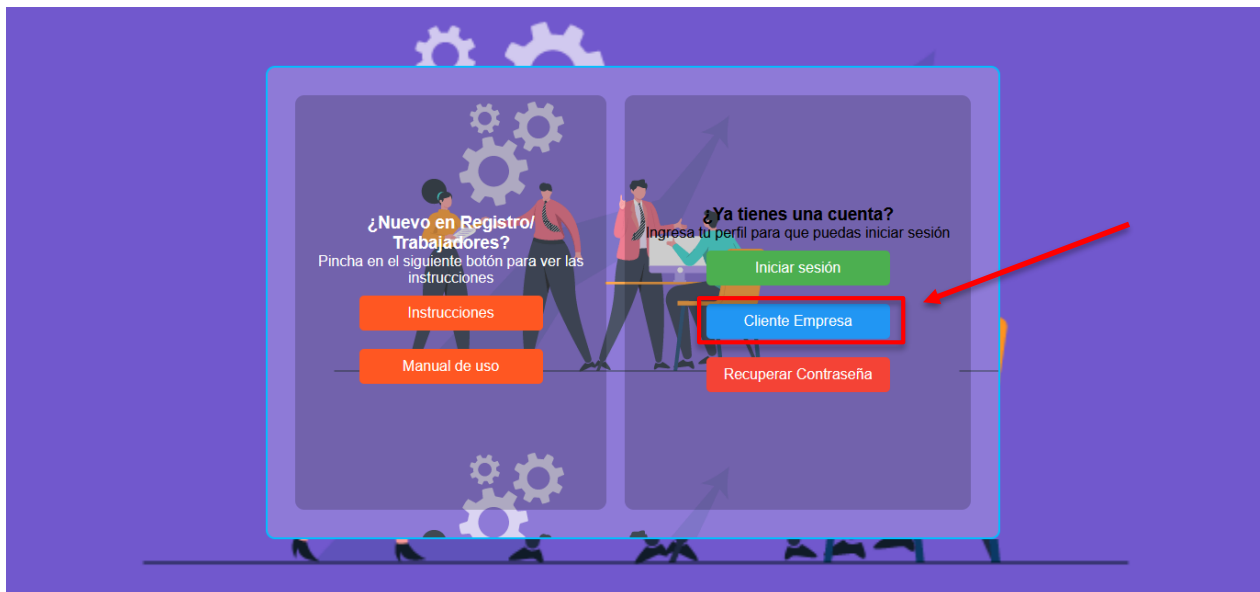 ¿Nuevo en Registro/
Trabajadores?
Pincha en el siguiente botón para ver las
instrucciones
Instrucciones
Manual de uso
¿Ya tienes una cuenta?
Ingresa tu perfil para que puedas iniciar sesión
Iniciar sesión
Cliente Empresa
Recuperar Contraseña